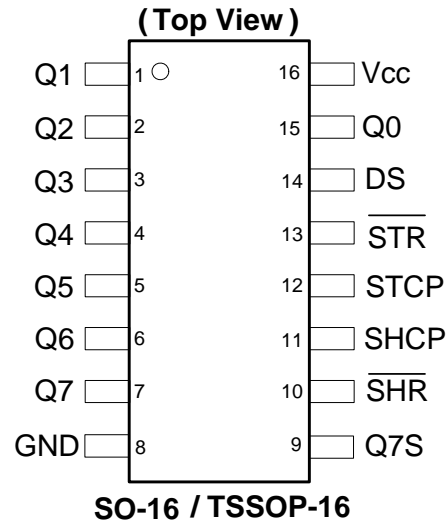 (Top View)
Q1 1 16 Vcc
Q2 2 15 Q0
Q3 3 14 DS
Q4 4 13 STR
Q5 5 12 STCP
Q6 6 11 SHCP
Q7 7 10 SHR
GND 8 9 Q7S
SO-16 / TSSOP-16